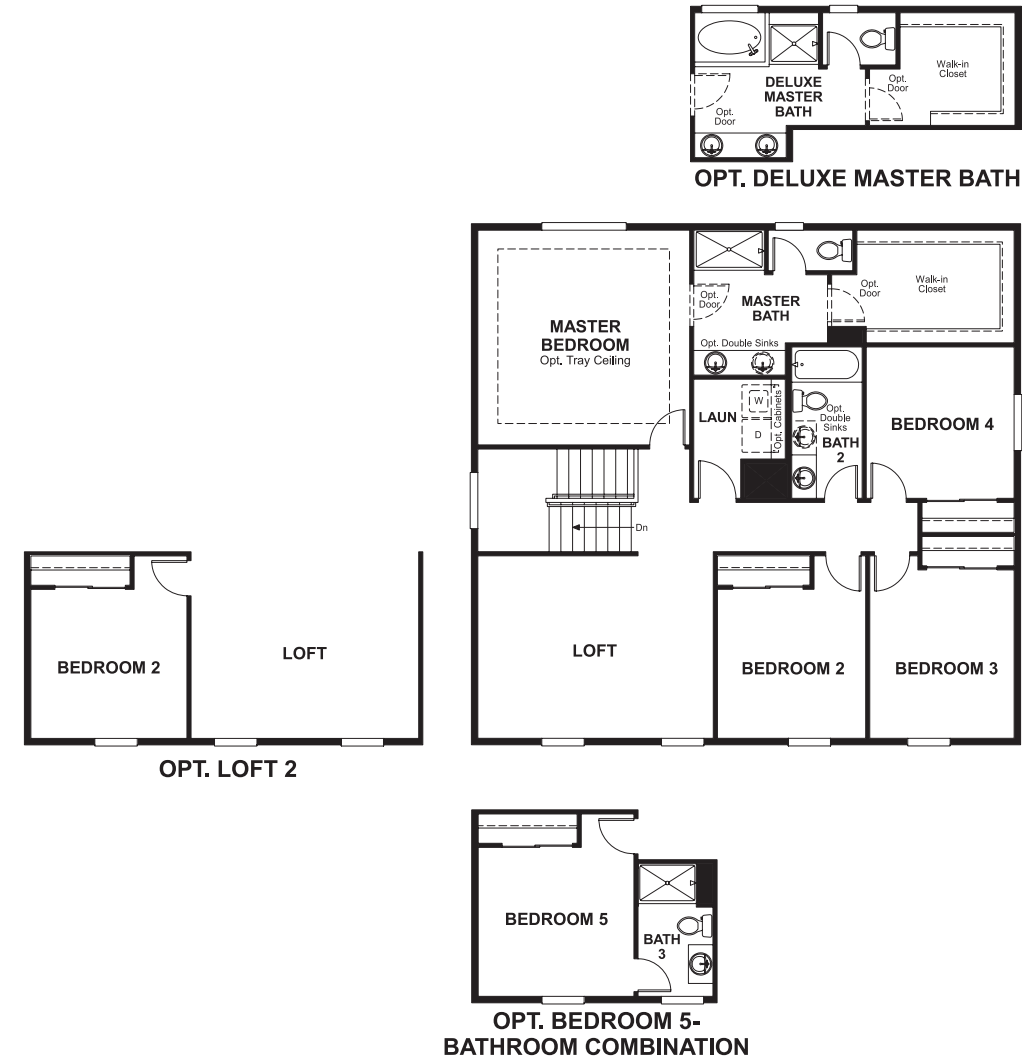 Walk-in
Closet
Opt.
Door
DELUXE
MASTER
BATH
Opt.
Door
OPT. DELUXE MASTER BATH
MASTER
BEDROOM
Opt. Tray Ceiling
Opt.
Door
MASTER
BATH
Opt. Double Sinks
Opt.
Door
Walk-in
Closet
LAUN
W
D
Opt. Cabinets
Opt.
Double
Sinks
BATH
2
BEDROOM 4
Dn
LOFT
BEDROOM 2
BEDROOM 3
BEDROOM 2
LOFT
OPT. LOFT 2
BEDROOM 5
BATH
3
OPT. BEDROOM 5-
BATHROOM COMBINATION